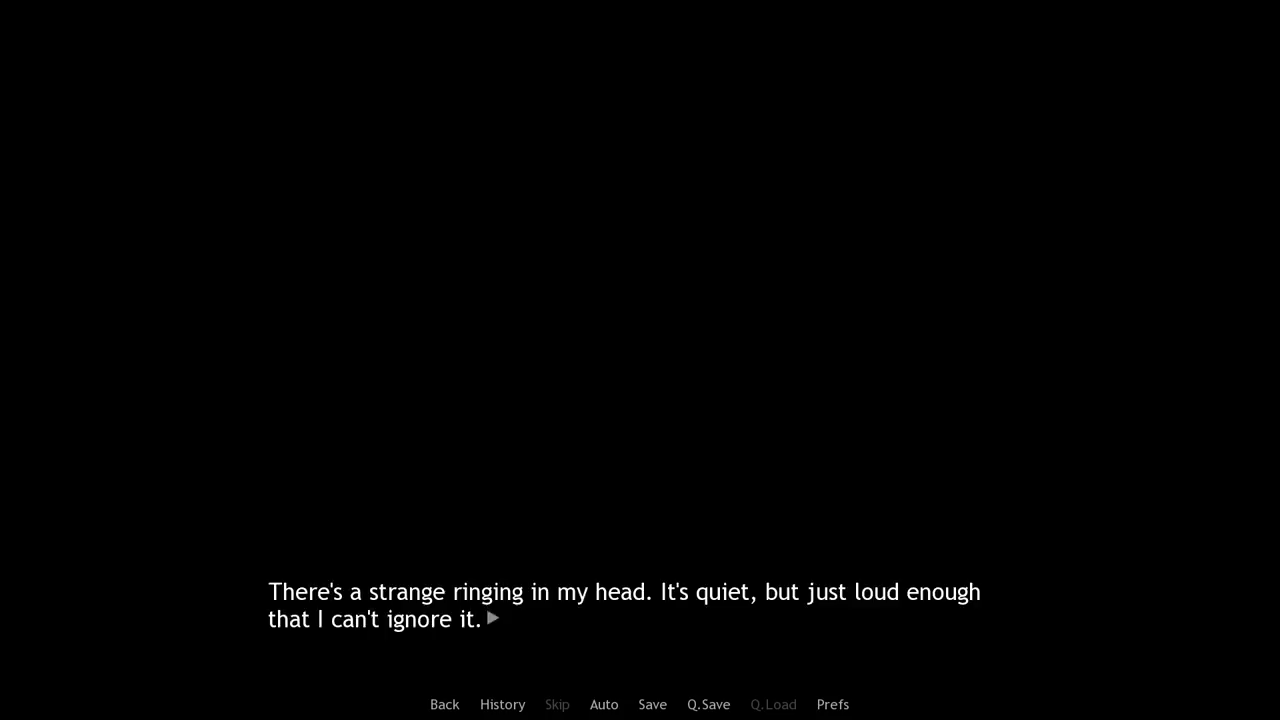 There's a strange ringing in my head. It's quiet, but just loud enough
that I can't ignore it.
Back History Skip Auto Save Q.Save Q.Load Prefs